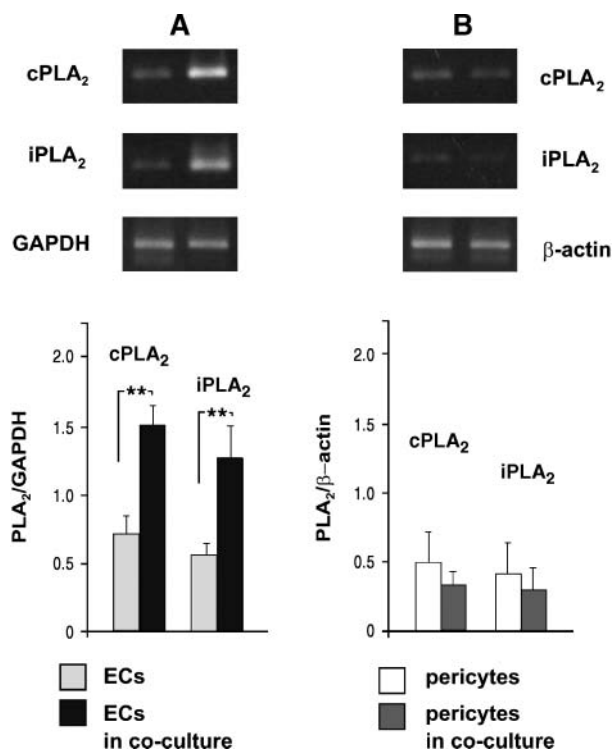 A B
cPLA₂ cPLA₂
iPLA₂ iPLA₂
GAPDH β-actin
2.0
1.5
1.0
0.5
0
PLA₂/GAPDH
cPLA₂
**
iPLA₂
**
2.0
1.5
1.0
0.5
0
PLA₂/β-actin
cPLA₂
iPLA₂
ECs
ECs
in co-culture
pericytes
pericytes
in co-culture